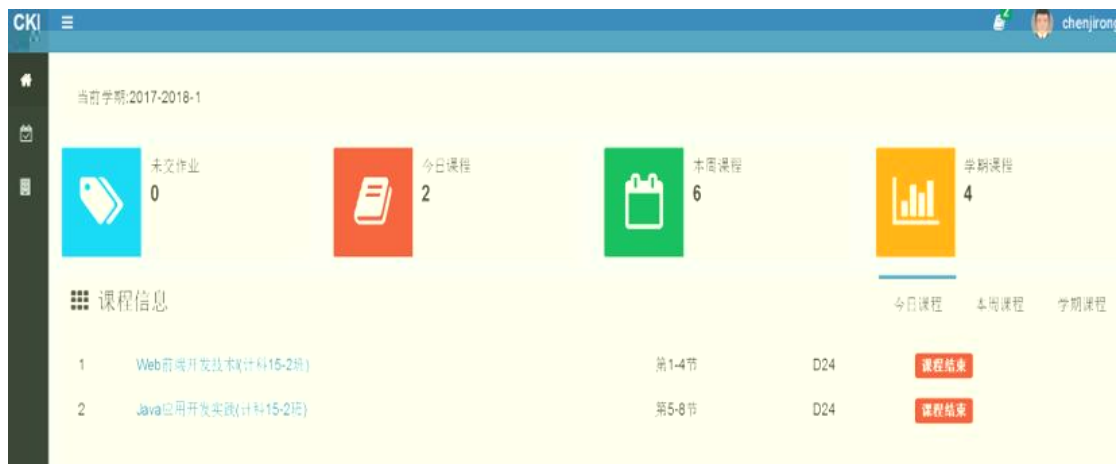 CKI
2
chenjirong
当前学期:2017-2018-1
未交作业
0
今日课程
2
本周课程
6
学期课程
4
课程信息
今日课程 本周课程 学期课程
1 Web前端开发技术I(计科15-2班) 第1-4节 D24 课程结束
2 Java应用开发实践(计科15-2班) 第5-8节 D24 课程结束